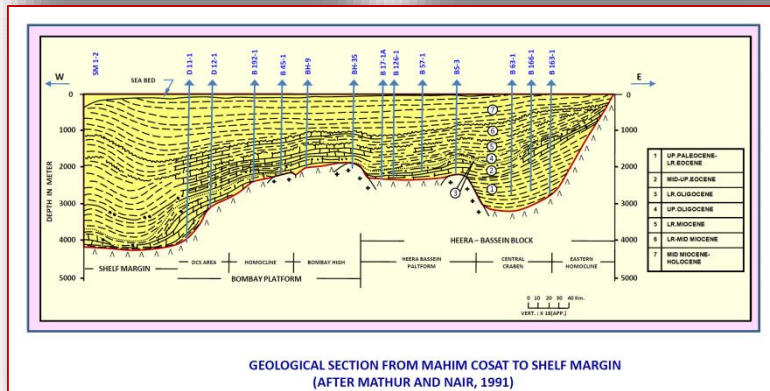 W
SM 1-2
SEA BED
D 11-1
D 12-1
B 192-1
B 45-1
BH-9
BH-35
B 17-1A
B 126-1
B 57-1
BS-3
B 63-1
B 166-1
B 163-1
E
DEPTH IN METER
0
1000
2000
3000
4000
5000
0
1000
2000
3000
4000
5000
7
6
5
4
2
1
3
1 UP.PALEOCENE-
LR.EOCENE
2 MID-UP.EOCENE
3 LR.OLIGOCENE
4 UP.OLIGOCENE
5 LR.MIOCENE
6 LR-MID MIOCENE
7 MID MIOCENE-
HOLOCENE
HEERA – BASSEIN BLOCK
SHELF MARGIN
DCS AREA
HOMOCLINE
BOMBAY HIGH
HEERA BASSEIN
PALTFORM
CENTRAL
CRABEN
EASTERN
HOMOCLINE
BOMBAY PLATFORM
0 10 20 30 40 Km.
VERT. : X 18[APP.]
GEOLOGICAL SECTION FROM MAHIM COSAT TO SHELF MARGIN
(AFTER MATHUR AND NAIR, 1991)